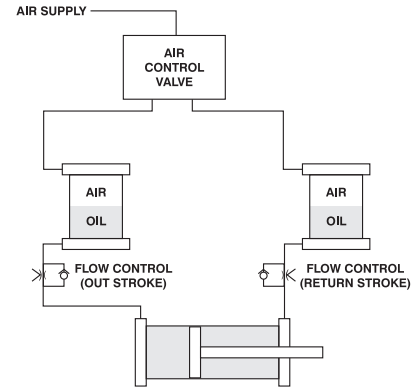 AIR SUPPLY
AIR
CONTROL
VALVE
AIR
OIL
AIR
OIL
FLOW CONTROL
(OUT STROKE)
FLOW CONTROL
(RETURN STROKE)